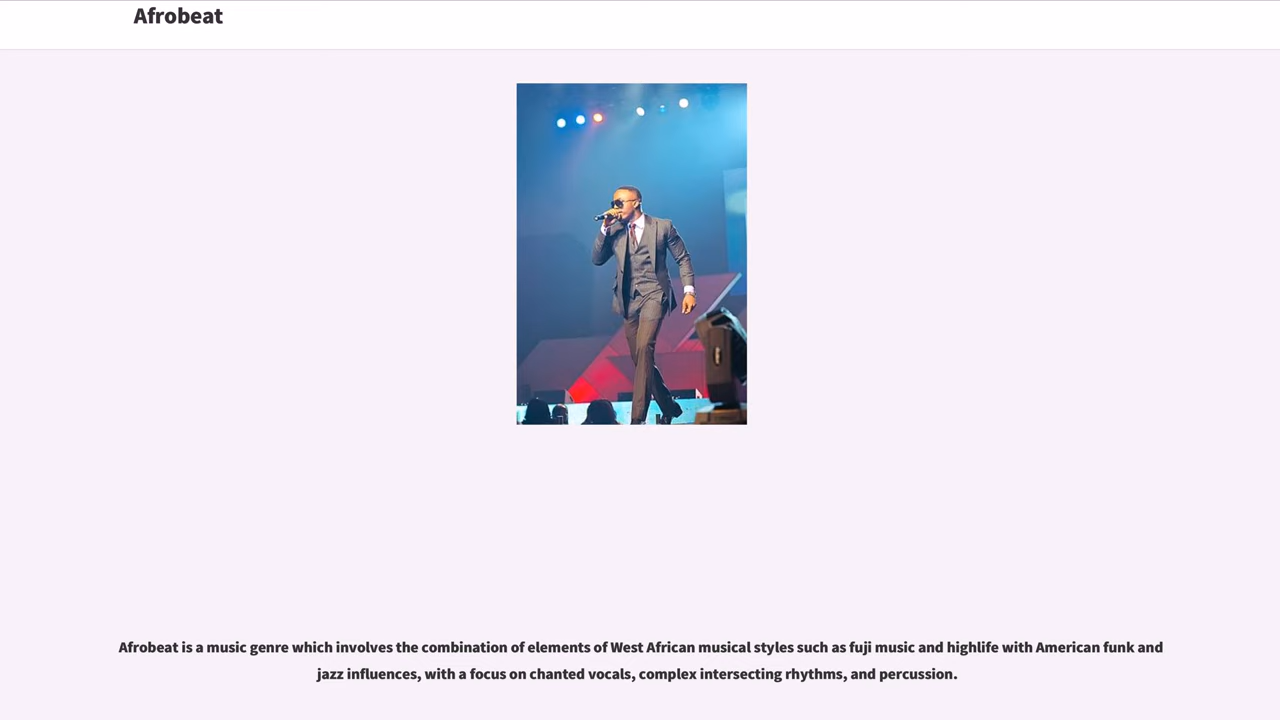 Afrobeat
Afrobeat is a music genre which involves the combination of elements of West African musical styles such as fuji music and highlife with American funk and
jazz influences, with a focus on chanted vocals, complex intersecting rhythms, and percussion.